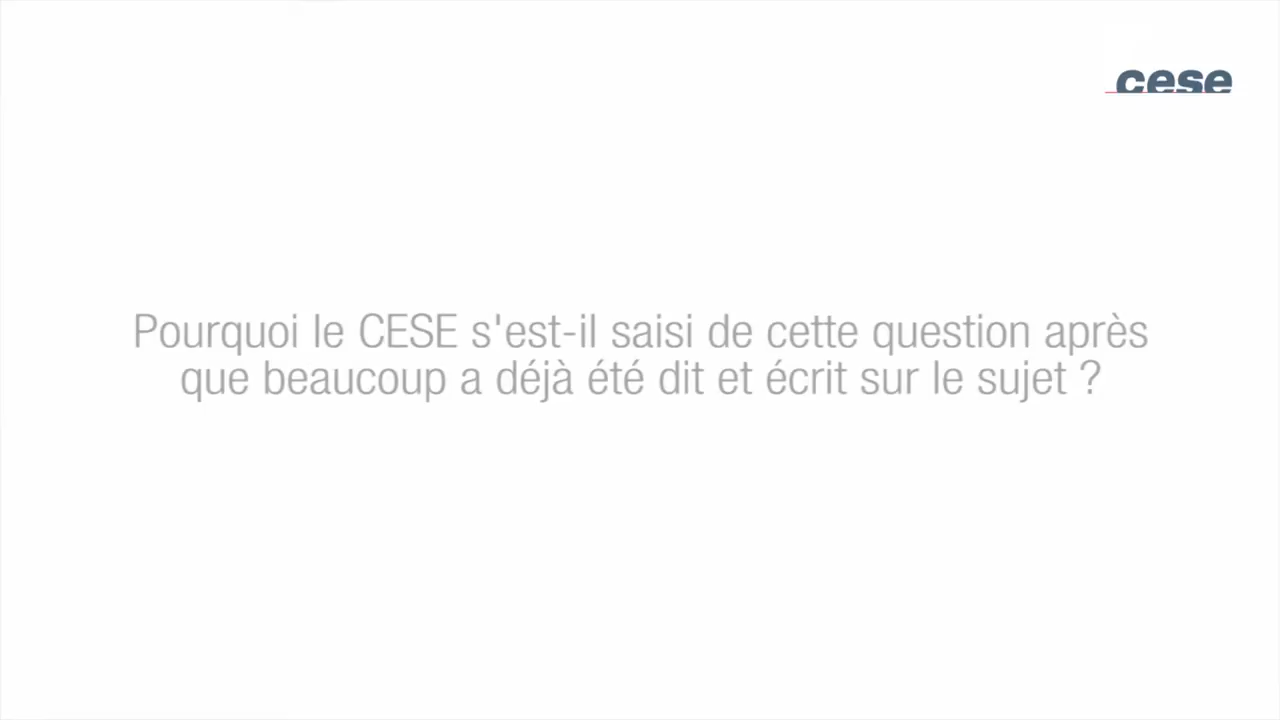 cese
Pourquoi le CESE s'est-il saisi de cette question après
que beaucoup a déjà été dit et écrit sur le sujet ?